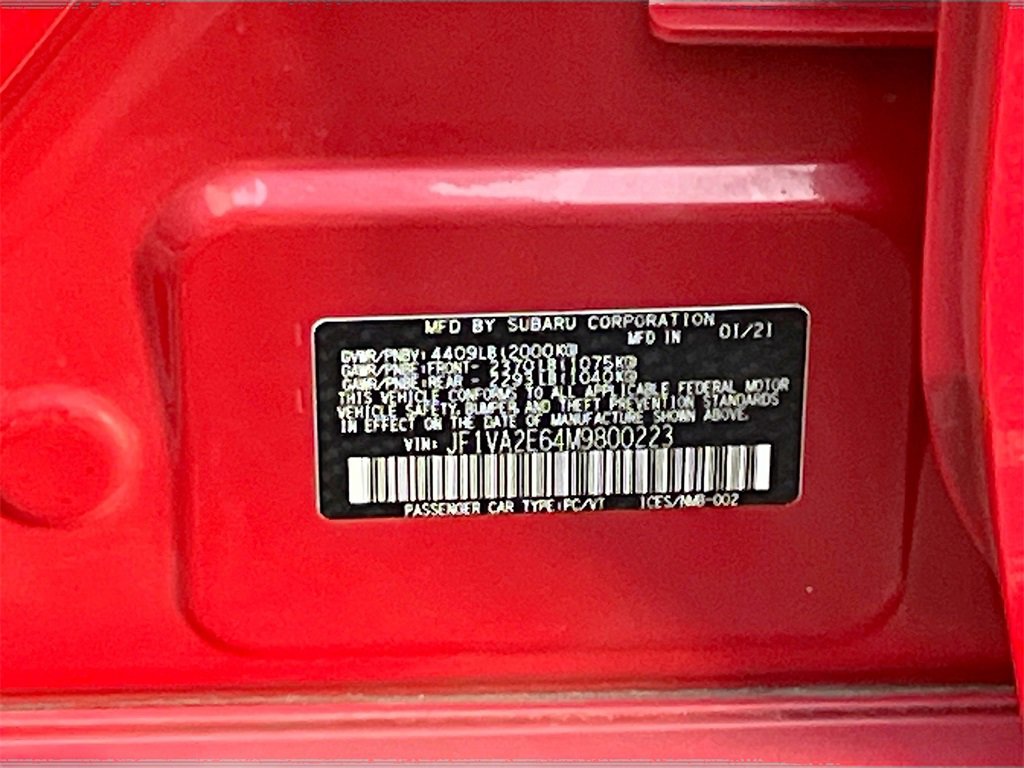 MFD BY SUBARU CORPORATION
MFD IN 01/21
GVWR/PNBV: 4409LB(2000KG)
GAWR/PNBE:FRONT- 2370LB(1075KG)
GAWR/PNBE:REAR - 2293LB(1040KG)
THIS VEHICLE CONFORMS TO ALL APPLICABLE FEDERAL MOTOR
VEHICLE SAFETY, BUMPER, AND THEFT PREVENTION STANDARDS
IN EFFECT ON THE DATE OF MANUFACTURE SHOWN ABOVE.
VIN: JF1VA2E64M9800223
PASSENGER CAR TYPE:PC/VT ICES/NMB-002